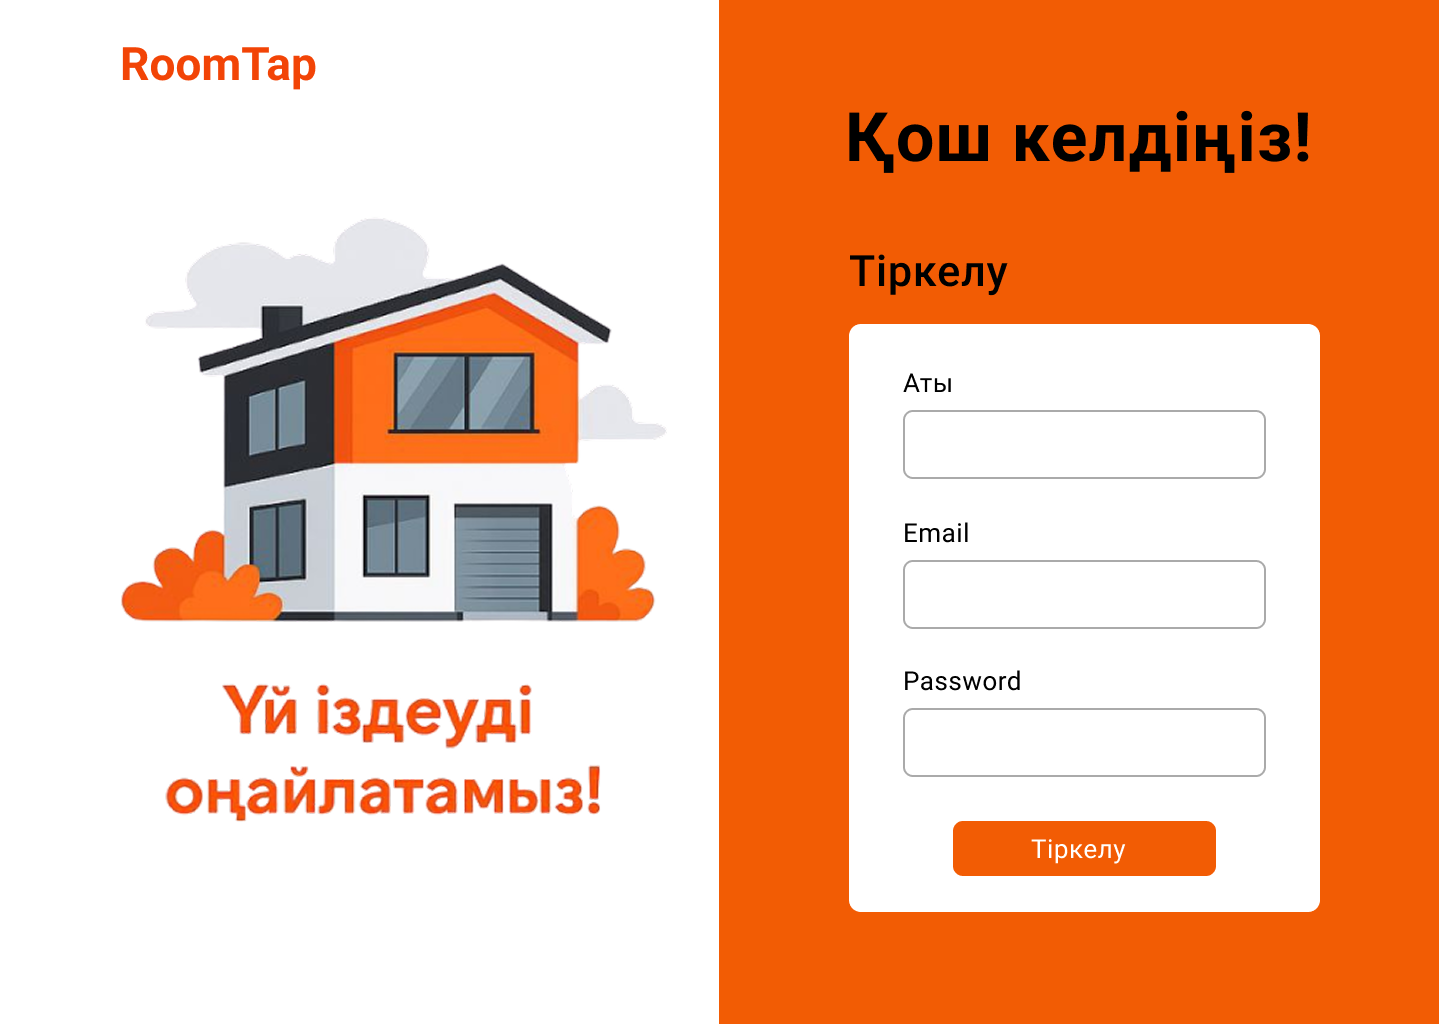 RoomTap
Үй іздеуді
оңайлатамыз!
Қош келдіңіз!
Тіркелу
Аты
Email
Password
Тіркелу